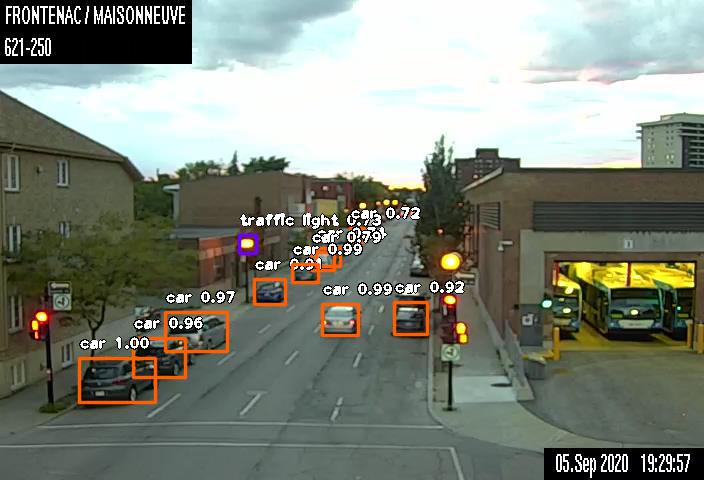 FRONTENAC / MAISONNEUVE
621-250
traffic light 0.73
car 0.72
car 0.79
car 0.99
car 0.91
car 0.97
car 0.99
car 0.92
car 0.96
car 1.00
05.Sep 2020 19:29:57